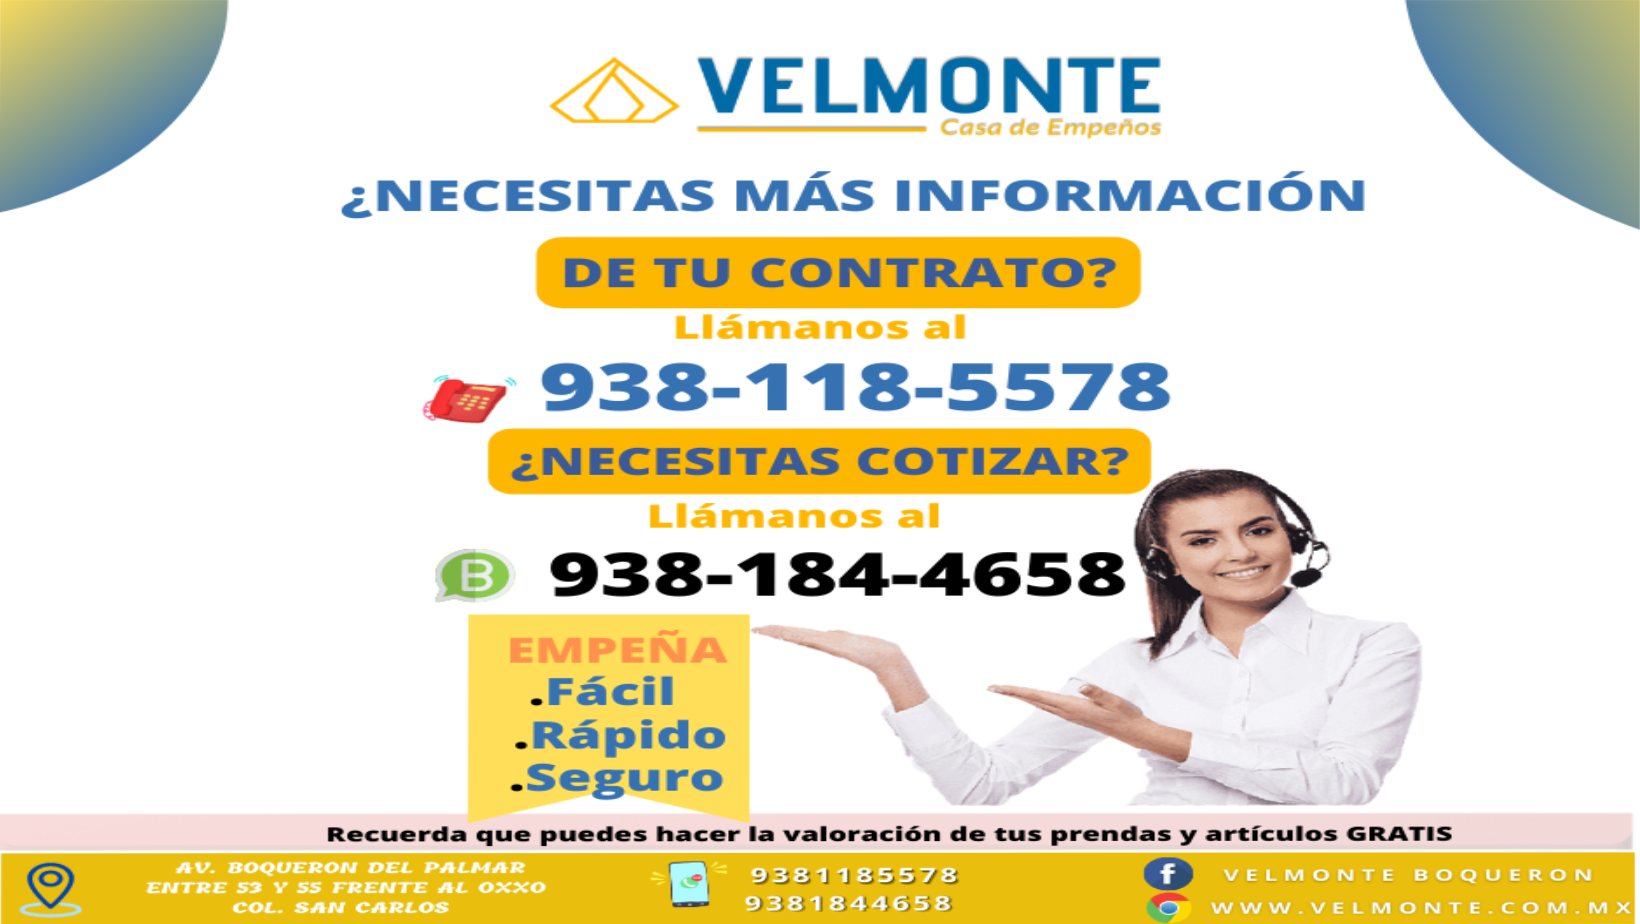 VELMONTE
Casa de Empeños
¿NECESITAS MÁS INFORMACIÓN
DE TU CONTRATO?
Llámanos al
938-118-5578
¿NECESITAS COTIZAR?
Llámanos al
B
938-184-4658
EMPEÑA
.Fácil
.Rápido
.Seguro
Recuerda que puedes hacer la valoración de tus prendas y artículos GRATIS
AV. BOQUERON DEL PALMAR
ENTRE 53 Y 55 FRENTE AL OXXO
COL. SAN CARLOS
9381185578
9381844658
f
VELMONTE BOQUERON
WWW.VELMONTE.COM.MX